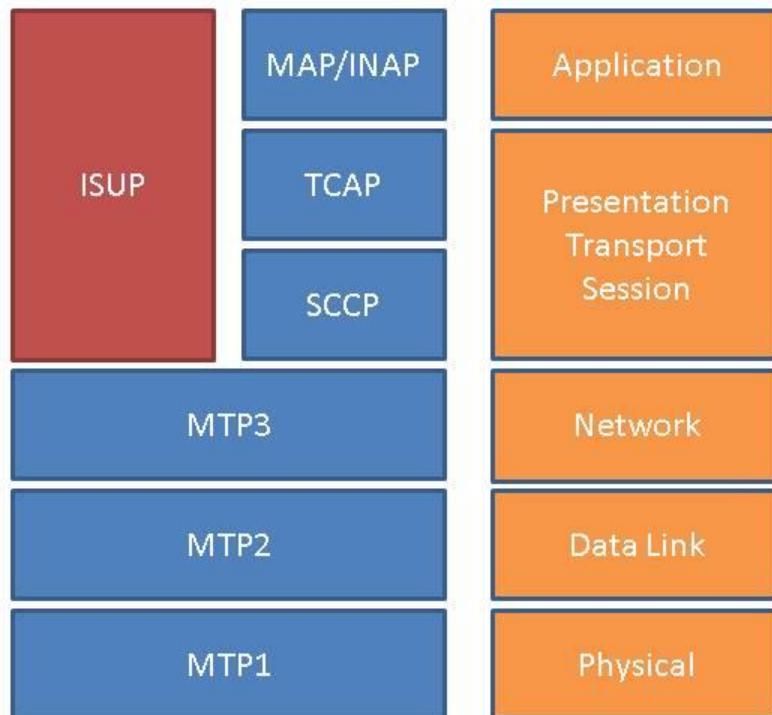 ISUP
MAP/INAP
Application
TCAP
Presentation
Transport
Session
SCCP
MTP3
Network
MTP2
Data Link
MTP1
Physical